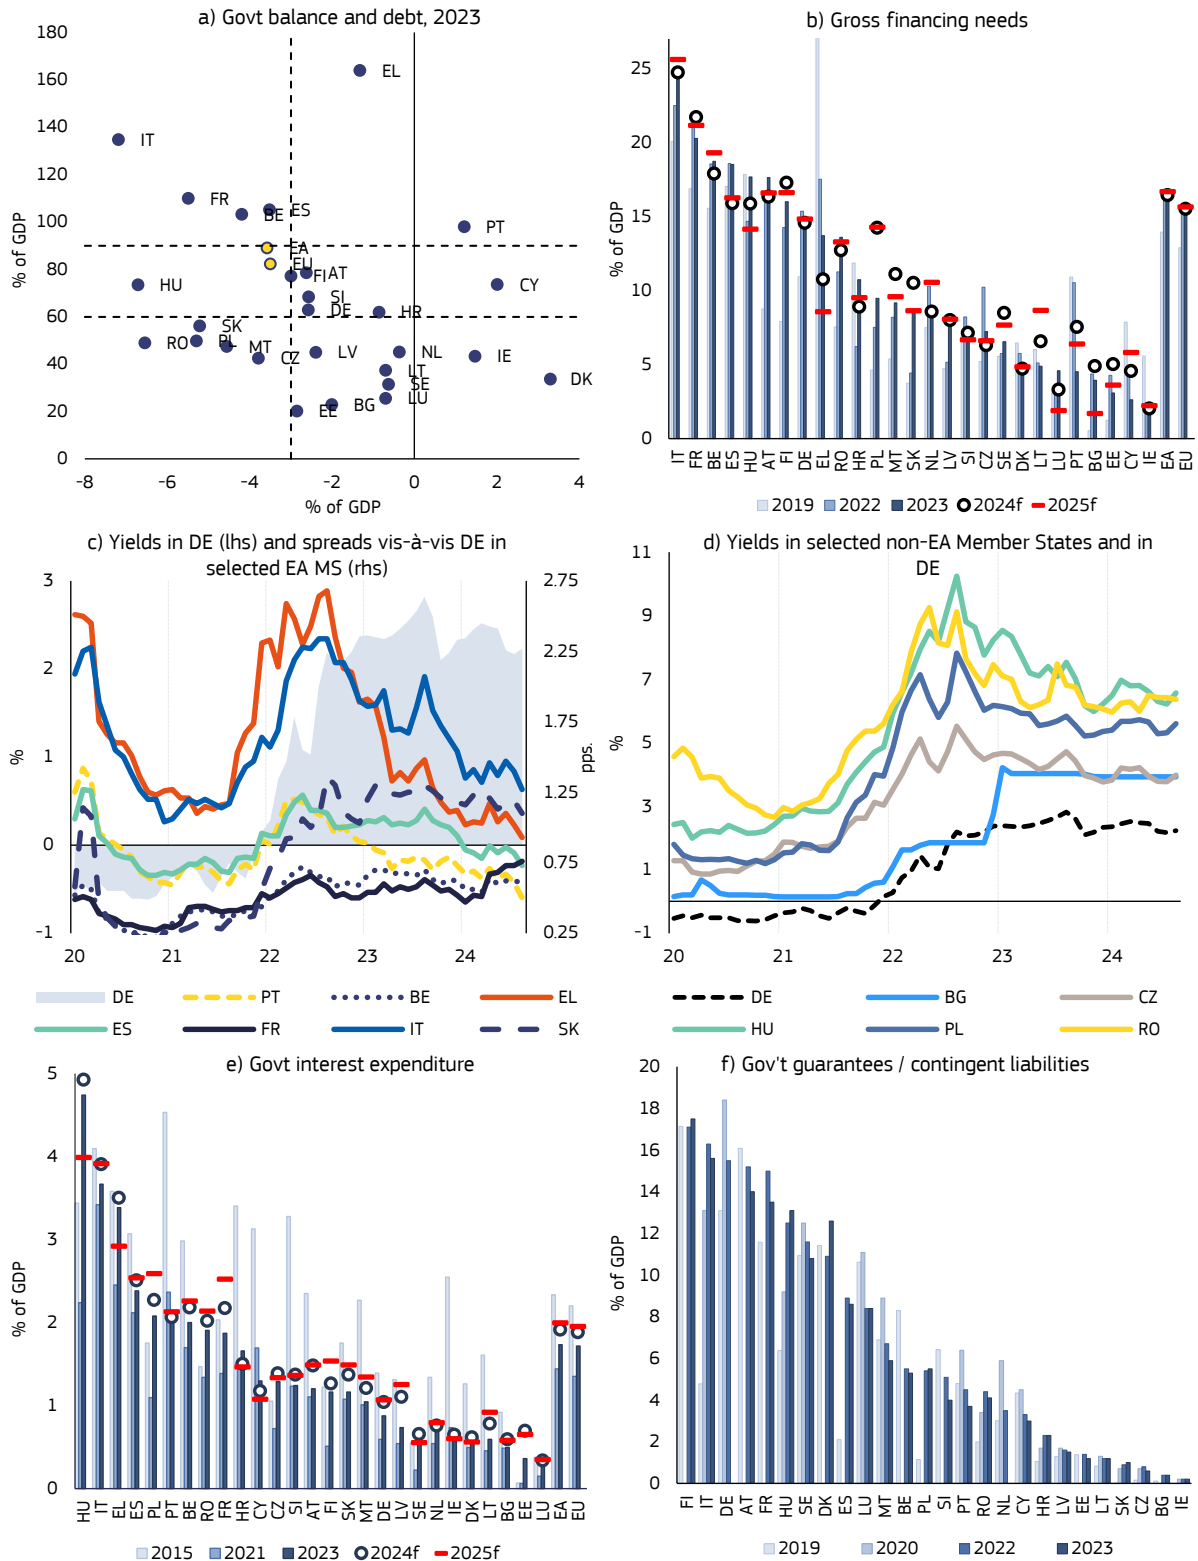 a) Govt balance and debt, 2023
180
160
140
120
100
80
60
40
20
0
% of GDP
EL
IT
FR
ES
BE
PT
EA
EU
FI
AT
HU
CY
SI
DE
HR
SK
RO
PL
MT
CZ
LV
NL
IE
LT
SE
DK
LU
EE
BG
-8 -6 -4 -2 0 2 4
% of GDP
b) Gross financing needs
25
20
15
10
5
0
% of GDP
IT FR BE ES HU AT FI DE EL RO HR PL MT SK NL LV SI CZ SE DK LT LU PT BG EE CY IE EA EU
2019 2022 2023 2024f 2025f
c) Yields in DE (lhs) and spreads vis-à-vis DE in
selected EA MS (rhs)
3
2
1
0
-1
%
2.75
2.25
1.75
1.25
0.75
0.25
pps.
20 21 22 23 24
DE PT BE EL
ES FR IT SK
d) Yields in selected non-EA Member States and in
DE
11
9
7
5
3
1
-1
%
20 21 22 23 24
DE BG CZ
HU PL RO
e) Govt interest expenditure
5
4
3
2
1
0
% of GDP
HU IT EL ES PL PT BE RO FR HR CY CZ SI AT FI SK MT DE LV SE NL IE DK LT BG EE LU EA EU
2015 2021 2023 2024f 2025f
f) Gov't guarantees / contingent liabilities
20
18
16
14
12
10
8
6
4
2
0
% of GDP
FI IT DE AT FR HU SE DK ES LU MT BE PL SI PT RO NL CY HR LV EE LT SK CZ BG IE
2019 2020 2022 2023